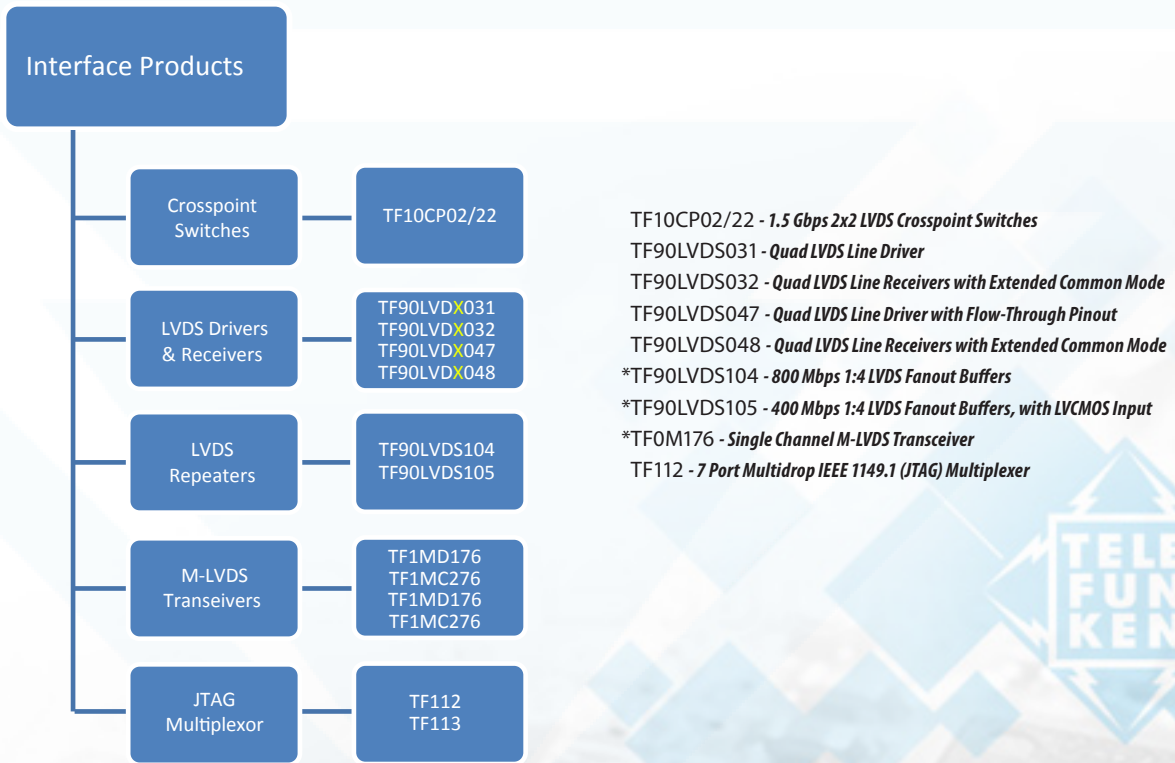 Interface Products
Crosspoint
Switches
TF10CP02/22
LVDS Drivers
& Receivers
TF90LVDX031
TF90LVDX032
TF90LVDX047
TF90LVDX048
LVDS
Repeaters
TF90LVDS104
TF90LVDS105
M-LVDS
Transeivers
TF1MD176
TF1MC276
TF1MD176
TF1MC276
JTAG
Multiplexor
TF112
TF113
TF10CP02/22 - 1.5 Gbps 2x2 LVDS Crosspoint Switches
TF90LVDS031 - Quad LVDS Line Driver
TF90LVDS032 - Quad LVDS Line Receivers with Extended Common Mode
TF90LVDS047 - Quad LVDS Line Driver with Flow-Through Pinout
TF90LVDS048 - Quad LVDS Line Receivers with Extended Common Mode
*TF90LVDS104 - 800 Mbps 1:4 LVDS Fanout Buffers
*TF90LVDS105 - 400 Mbps 1:4 LVDS Fanout Buffers, with LVCMOS Input
*TF0M176 - Single Channel M-LVDS Transceiver
TF112 - 7 Port Multidrop IEEE 1149.1 (JTAG) Multiplexer
TELE
FUN
KEN